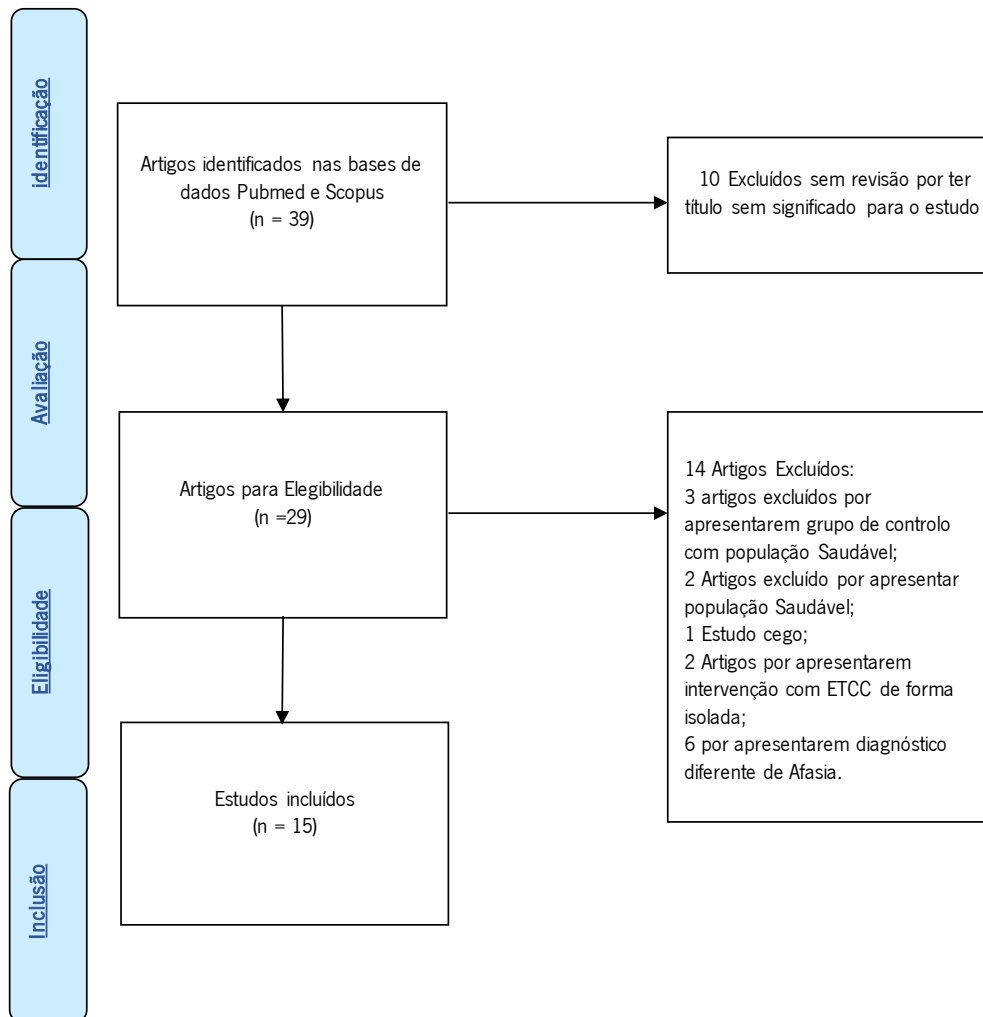 identificação
Artigos identificados nas bases de
dados Pubmed e Scopus
(n = 39)
10 Excluídos sem revisão por ter
título sem significado para o estudo
Avaliação
Artigos para Elegibilidade
(n =29)
14 Artigos Excluídos:
3 artigos excluídos por
apresentarem grupo de controlo
com população Saudável;
2 Artigos excluído por apresentar
população Saudável;
1 Estudo cego;
2 Artigos por apresentarem
intervenção com ETCC de forma
isolada;
6 por apresentarem diagnóstico
diferente de Afasia.
Eligibilidade
Estudos incluídos
(n = 15)
Inclusão